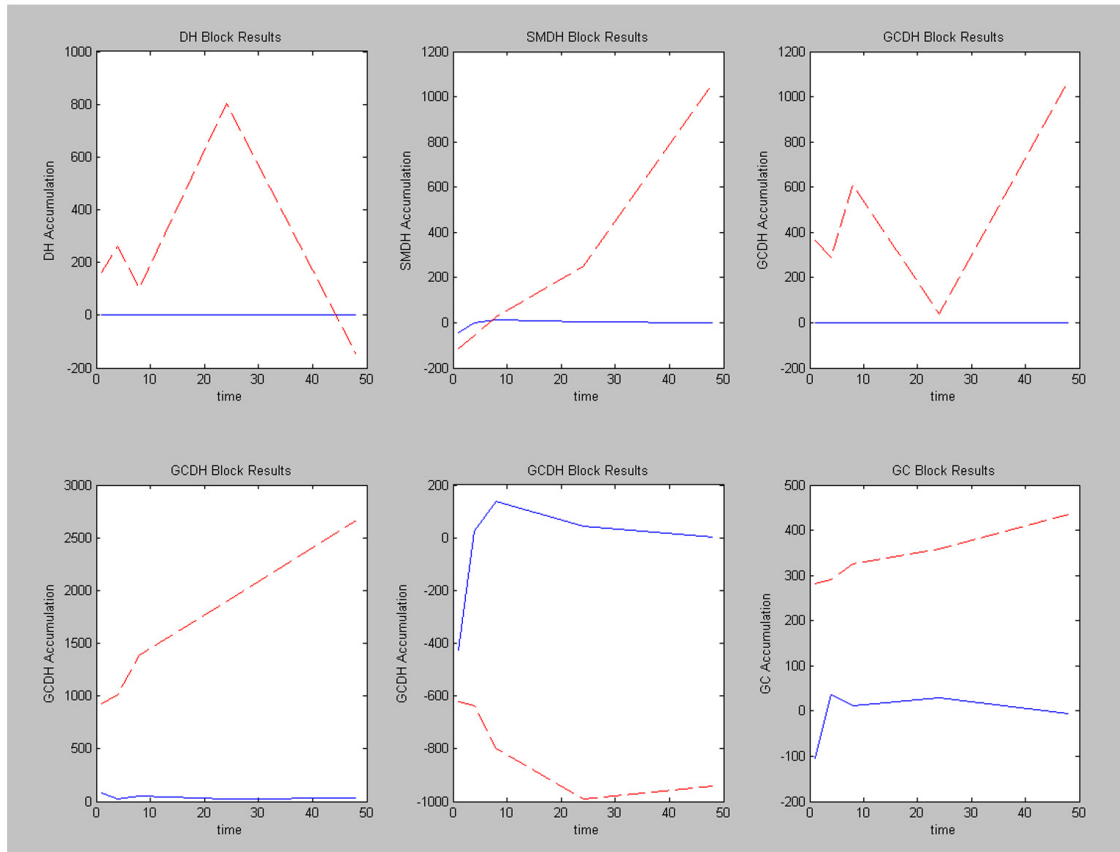 DH Block Results
1000
800
600
400
200
0
-200
0 10 20 30 40 50
time
DH Accumulation
SMDH Block Results
1200
1000
800
600
400
200
0
-200
0 10 20 30 40 50
time
SMDH Accumulation
GCDH Block Results
1200
1000
800
600
400
200
0
-200
0 10 20 30 40 50
time
GCDH Accumulation
GCDH Block Results
3000
2500
2000
1500
1000
500
0
0 10 20 30 40 50
time
GCDH Accumulation
GCDH Block Results
200
0
-200
-400
-600
-800
-1000
0 10 20 30 40 50
time
GCDH Accumulation
GC Block Results
500
400
300
200
100
0
-100
-200
0 10 20 30 40 50
time
GC Accumulation